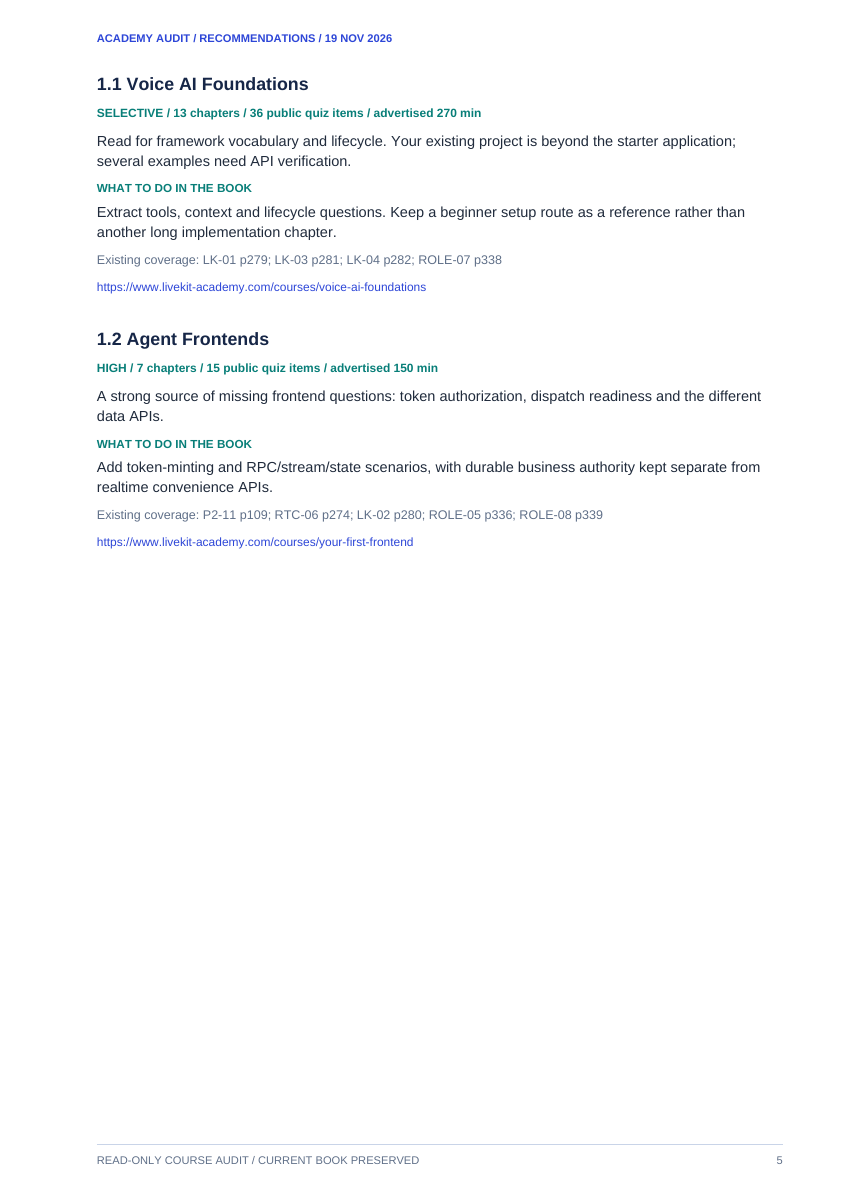 ACADEMY AUDIT / RECOMMENDATIONS / 19 NOV 2026
1.1 Voice AI Foundations
SELECTIVE / 13 chapters / 36 public quiz items / advertised 270 min
Read for framework vocabulary and lifecycle. Your existing project is beyond the starter application;
several examples need API verification.
WHAT TO DO IN THE BOOK
Extract tools, context and lifecycle questions. Keep a beginner setup route as a reference rather than
another long implementation chapter.
Existing coverage: LK-01 p279; LK-03 p281; LK-04 p282; ROLE-07 p338
https://www.livekit-academy.com/courses/voice-ai-foundations
1.2 Agent Frontends
HIGH / 7 chapters / 15 public quiz items / advertised 150 min
A strong source of missing frontend questions: token authorization, dispatch readiness and the different
data APIs.
WHAT TO DO IN THE BOOK
Add token-minting and RPC/stream/state scenarios, with durable business authority kept separate from
realtime convenience APIs.
Existing coverage: P2-11 p109; RTC-06 p274; LK-02 p280; ROLE-05 p336; ROLE-08 p339
https://www.livekit-academy.com/courses/your-first-frontend
READ-ONLY COURSE AUDIT / CURRENT BOOK PRESERVED
5